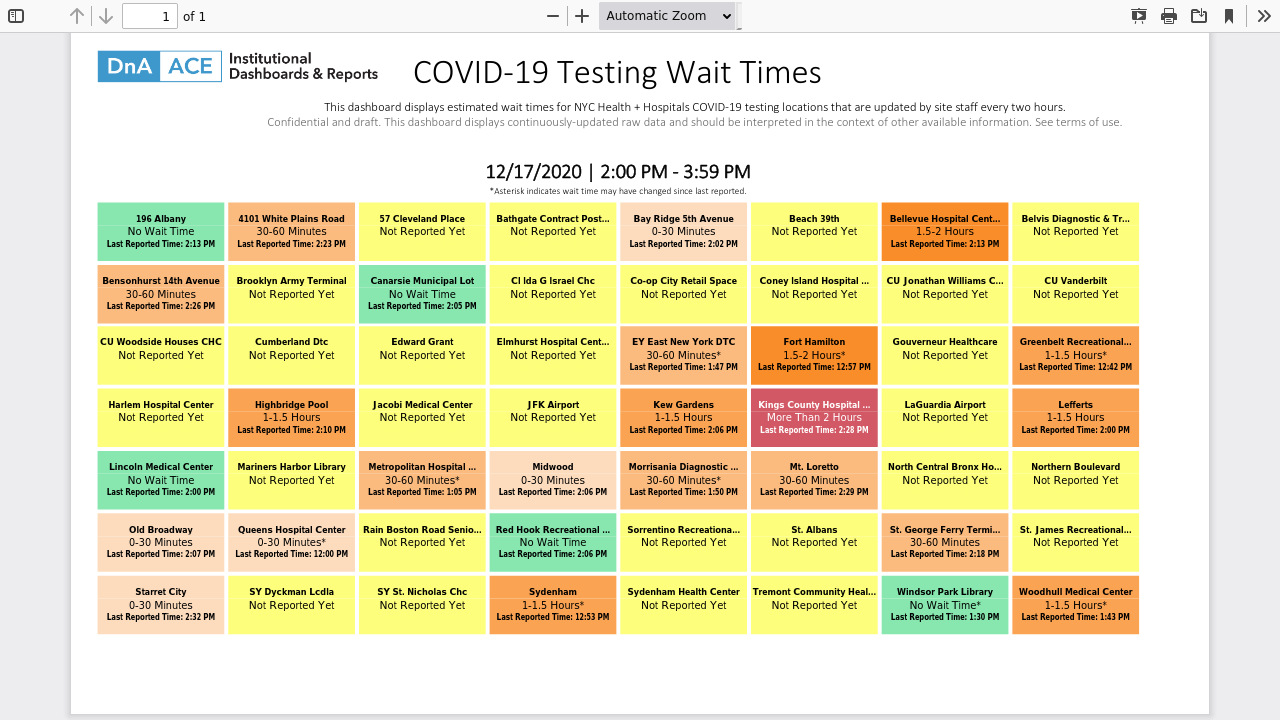 1 of 1 Automatic Zoom
DnA ACE Institutional
Dashboards & Reports
COVID-19 Testing Wait Times
This dashboard displays estimated wait times for NYC Health + Hospitals COVID-19 testing locations that are updated by site staff every two hours.
Confidential and draft. This dashboard displays continuously-updated raw data and should be interpreted in the context of other available information. See terms of use.
12/17/2020 | 2:00 PM - 3:59 PM
*Asterisk indicates wait time may have changed since last reported.
196 Albany
No Wait Time
Last Reported Time: 2:13 PM
4101 White Plains Road
30-60 Minutes
Last Reported Time: 2:23 PM
57 Cleveland Place
Not Reported Yet
Bathgate Contract Post...
Not Reported Yet
Bay Ridge 5th Avenue
0-30 Minutes
Last Reported Time: 2:02 PM
Beach 39th
Not Reported Yet
Bellevue Hospital Cent...
1.5-2 Hours
Last Reported Time: 2:13 PM
Belvis Diagnostic & Tr...
Not Reported Yet
Bensonhurst 14th Avenue
30-60 Minutes
Last Reported Time: 2:26 PM
Brooklyn Army Terminal
Not Reported Yet
Canarsie Municipal Lot
No Wait Time
Last Reported Time: 2:05 PM
CI Ida G Israel Chc
Not Reported Yet
Co-op City Retail Space
Not Reported Yet
Coney Island Hospital ...
Not Reported Yet
CU Jonathan Williams C...
Not Reported Yet
CU Vanderbilt
Not Reported Yet
CU Woodside Houses CHC
Not Reported Yet
Cumberland Dtc
Not Reported Yet
Edward Grant
Not Reported Yet
Elmhurst Hospital Cent...
Not Reported Yet
EY East New York DTC
30-60 Minutes*
Last Reported Time: 1:47 PM
Fort Hamilton
1.5-2 Hours*
Last Reported Time: 12:57 PM
Gouverneur Healthcare
Not Reported Yet
Greenbelt Recreational...
1-1.5 Hours*
Last Reported Time: 12:42 PM
Harlem Hospital Center
Not Reported Yet
Highbridge Pool
1-1.5 Hours
Last Reported Time: 2:10 PM
Jacobi Medical Center
Not Reported Yet
JFK Airport
Not Reported Yet
Kew Gardens
1-1.5 Hours
Last Reported Time: 2:06 PM
Kings County Hospital ...
More Than 2 Hours
Last Reported Time: 2:28 PM
LaGuardia Airport
Not Reported Yet
Lefferts
1-1.5 Hours
Last Reported Time: 2:00 PM
Lincoln Medical Center
No Wait Time
Last Reported Time: 2:00 PM
Mariners Harbor Library
Not Reported Yet
Metropolitan Hospital ...
30-60 Minutes*
Last Reported Time: 1:05 PM
Midwood
0-30 Minutes
Last Reported Time: 2:06 PM
Morrisania Diagnostic ...
30-60 Minutes*
Last Reported Time: 1:50 PM
Mt. Loretto
30-60 Minutes
Last Reported Time: 2:29 PM
North Central Bronx Ho...
Not Reported Yet
Northern Boulevard
Not Reported Yet
Old Broadway
0-30 Minutes
Last Reported Time: 2:07 PM
Queens Hospital Center
0-30 Minutes*
Last Reported Time: 12:00 PM
Rain Boston Road Senio...
Not Reported Yet
Red Hook Recreational ...
No Wait Time
Last Reported Time: 2:06 PM
Sorrentino Recreationa...
Not Reported Yet
St. Albans
Not Reported Yet
St. George Ferry Termi...
30-60 Minutes
Last Reported Time: 2:18 PM
St. James Recreational...
Not Reported Yet
Starret City
0-30 Minutes
Last Reported Time: 2:32 PM
SY Dyckman Lcdla
Not Reported Yet
SY St. Nicholas Chc
Not Reported Yet
Sydenham
1-1.5 Hours*
Last Reported Time: 12:53 PM
Sydenham Health Center
Not Reported Yet
Tremont Community Heal...
Not Reported Yet
Windsor Park Library
No Wait Time*
Last Reported Time: 1:30 PM
Woodhull Medical Center
1-1.5 Hours*
Last Reported Time: 1:43 PM